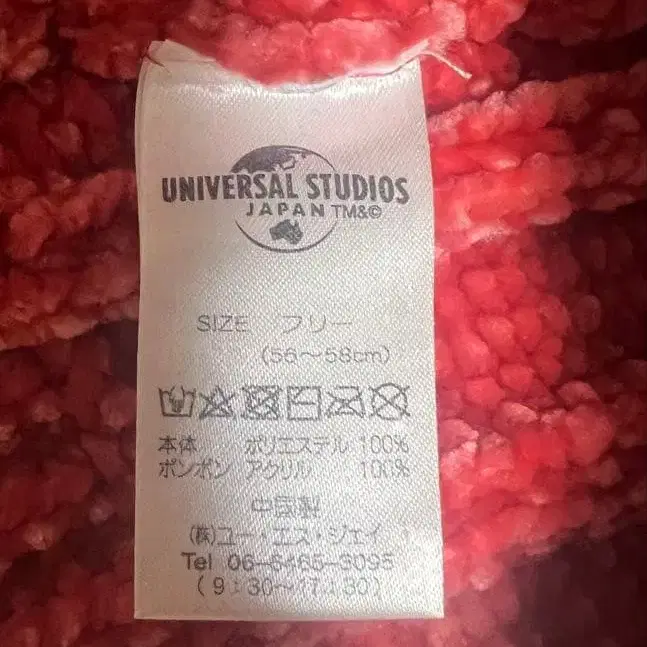 UNIVERSAL STUDIOS
JAPAN TM&©
SIZE フリー
(56～58cm)
本体 ポリエステル 100%
ポンポン アクリル 100%
中國製
(株)ユー・エス・ジェイ
Tel 06-6465-3095
(9:30～17:30)